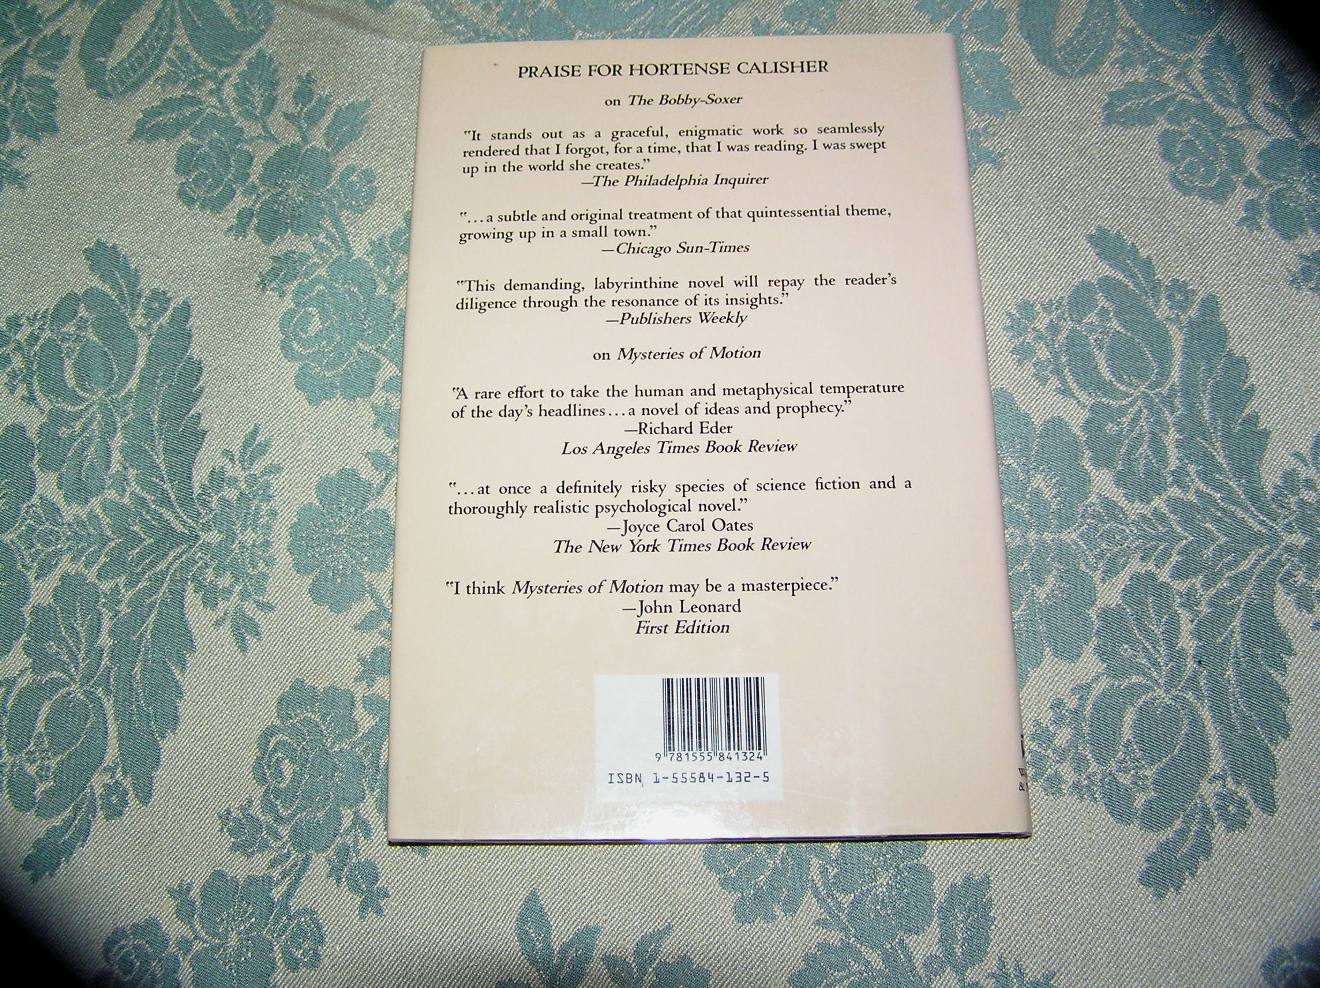 PRAISE FOR HORTENSE CALISHER
on The Bobby-Soxer
"It stands out as a graceful, enigmatic work so seamlessly
rendered that I forgot, for a time, that I was reading. I was swept
up in the world she creates."
—The Philadelphia Inquirer
"...a subtle and original treatment of that quintessential theme,
growing up in a small town."
—Chicago Sun-Times
"This demanding, labyrinthine novel will repay the reader's
diligence through the resonance of its insights."
—Publishers Weekly
on Mysteries of Motion
"A rare effort to take the human and metaphysical temperature
of the day's headlines...a novel of ideas and prophecy."
—Richard Eder
Los Angeles Times Book Review
"...at once a definitely risky species of science fiction and a
thoroughly realistic psychological novel."
—Joyce Carol Oates
The New York Times Book Review
"I think Mysteries of Motion may be a masterpiece."
—John Leonard
First Edition
9 781555 841324
ISBN 1-55584-132-5